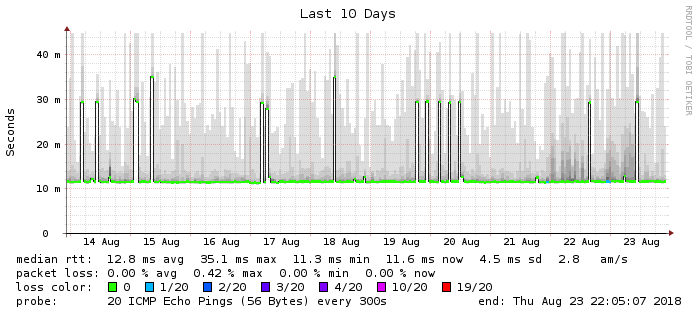 Last 10 Days
RRDTOOL / TOBI OETIKER
Seconds
40 m
30 m
20 m
10 m
0
14 Aug 15 Aug 16 Aug 17 Aug 18 Aug 19 Aug 20 Aug 21 Aug 22 Aug 23 Aug
median rtt: 12.8 ms avg 35.1 ms max 11.3 ms min 11.6 ms now 4.5 ms sd 2.8 am/s
packet loss: 0.00 % avg 0.42 % max 0.00 % min 0.00 % now
loss color: 0 1/20 2/20 3/20 4/20 10/20 19/20
probe: 20 ICMP Echo Pings (56 Bytes) every 300s end: Thu Aug 23 22:05:07 2018